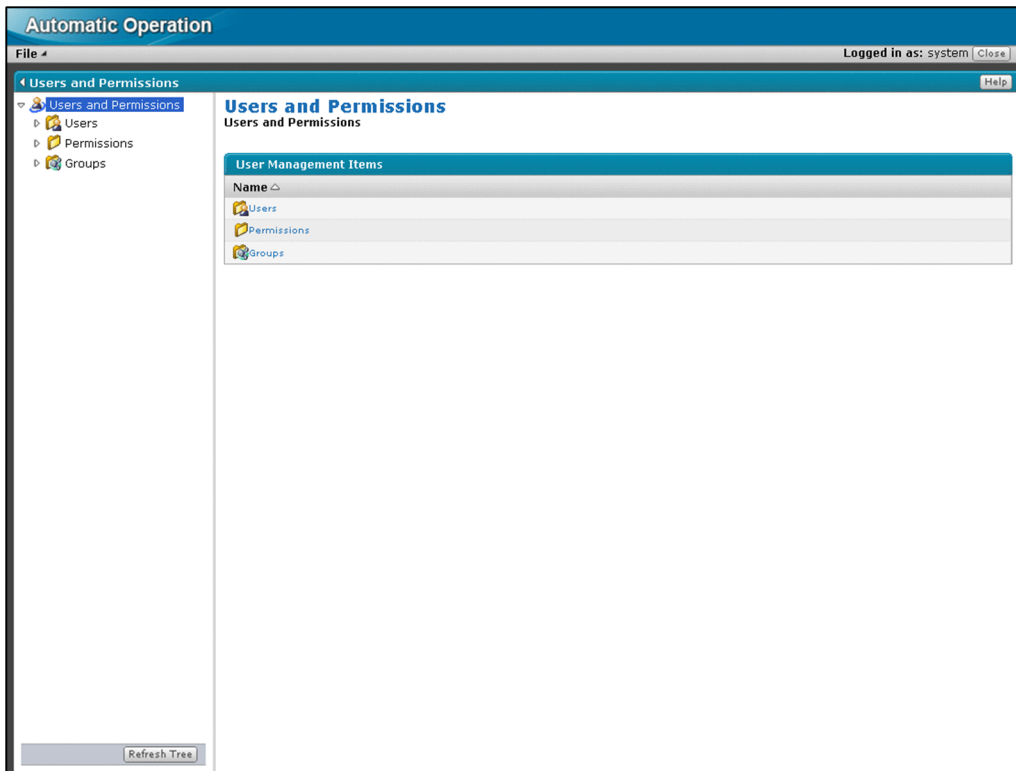 Automatic Operation
File
Logged in as: system Close
Users and Permissions
Help
Users and Permissions
Users
Permissions
Groups
Refresh Tree
Users and Permissions
Users and Permissions
User Management Items
Name
Users
Permissions
Groups